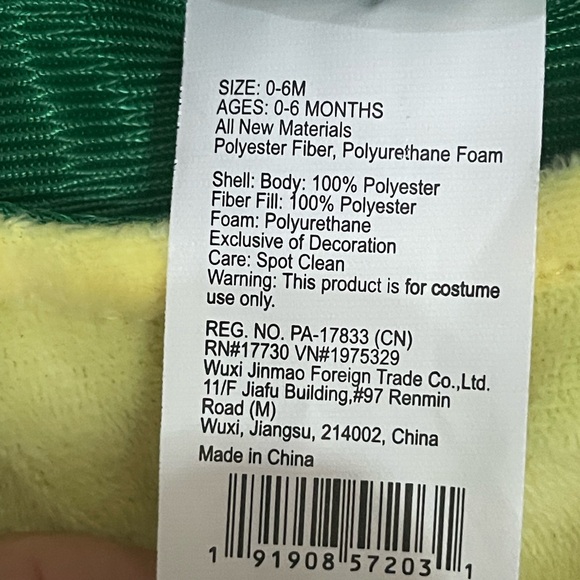 SIZE: 0-6M
AGES: 0-6 MONTHS
All New Materials
Polyester Fiber, Polyurethane Foam
Shell: Body: 100% Polyester
Fiber Fill: 100% Polyester
Foam: Polyurethane
Exclusive of Decoration
Care: Spot Clean
Warning: This product is for costume
use only.
REG. NO. PA-17833 (CN)
RN#17730 VN#1975329
Wuxi Jinmao Foreign Trade Co.,Ltd.
11/F Jiafu Building,#97 Renmin
Road (M)
Wuxi, Jiangsu, 214002, China
Made in China
1 91908 57203 1